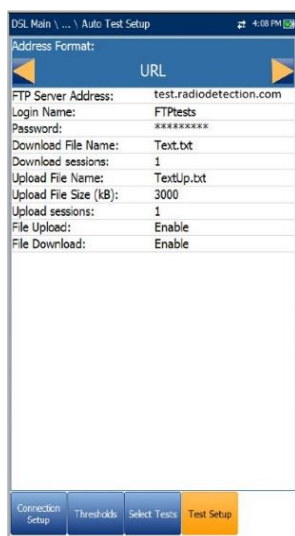 DSL Main \ ... \ Auto Test Setup 4:08 PM
Address Format:
URL
FTP Server Address: test.radiodetection.com
Login Name: FTPtests
Password: *********
Download File Name: Text.txt
Download sessions: 1
Upload File Name: TextUp.txt
Upload File Size (kB): 3000
Upload sessions: 1
File Upload: Enable
File Download: Enable
Connection Setup Thresholds Select Tests Test Setup